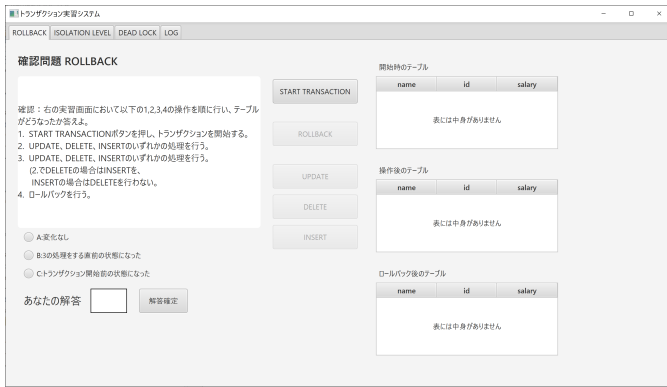 トランザクション実習システム
ROLLBACK ISOLATION LEVEL DEAD LOCK LOG
確認問題 ROLLBACK
確認：右の実習画面において以下の1,2,3,4の操作を順に行い、テーブル
がどうなったか答えよ。
1. START TRANSACTIONボタンを押し、トランザクションを開始する。
2. UPDATE、DELETE、INSERTのいずれかの処理を行う。
3. UPDATE、DELETE、INSERTのいずれかの処理を行う。
(2.でDELETEの場合はINSERTを、
INSERTの場合はDELETEを行わない。
4. ロールバックを行う。
A:変化なし
B:3の処理をする直前の状態になった
C:トランザクション開始前の状態になった
あなたの解答 解答確定
START TRANSACTION
ROLLBACK
UPDATE
DELETE
INSERT
開始時のテーブル
name id salary
表には中身がありません
操作後のテーブル
name id salary
表には中身がありません
ロールバック後のテーブル
name id salary
表には中身がありません